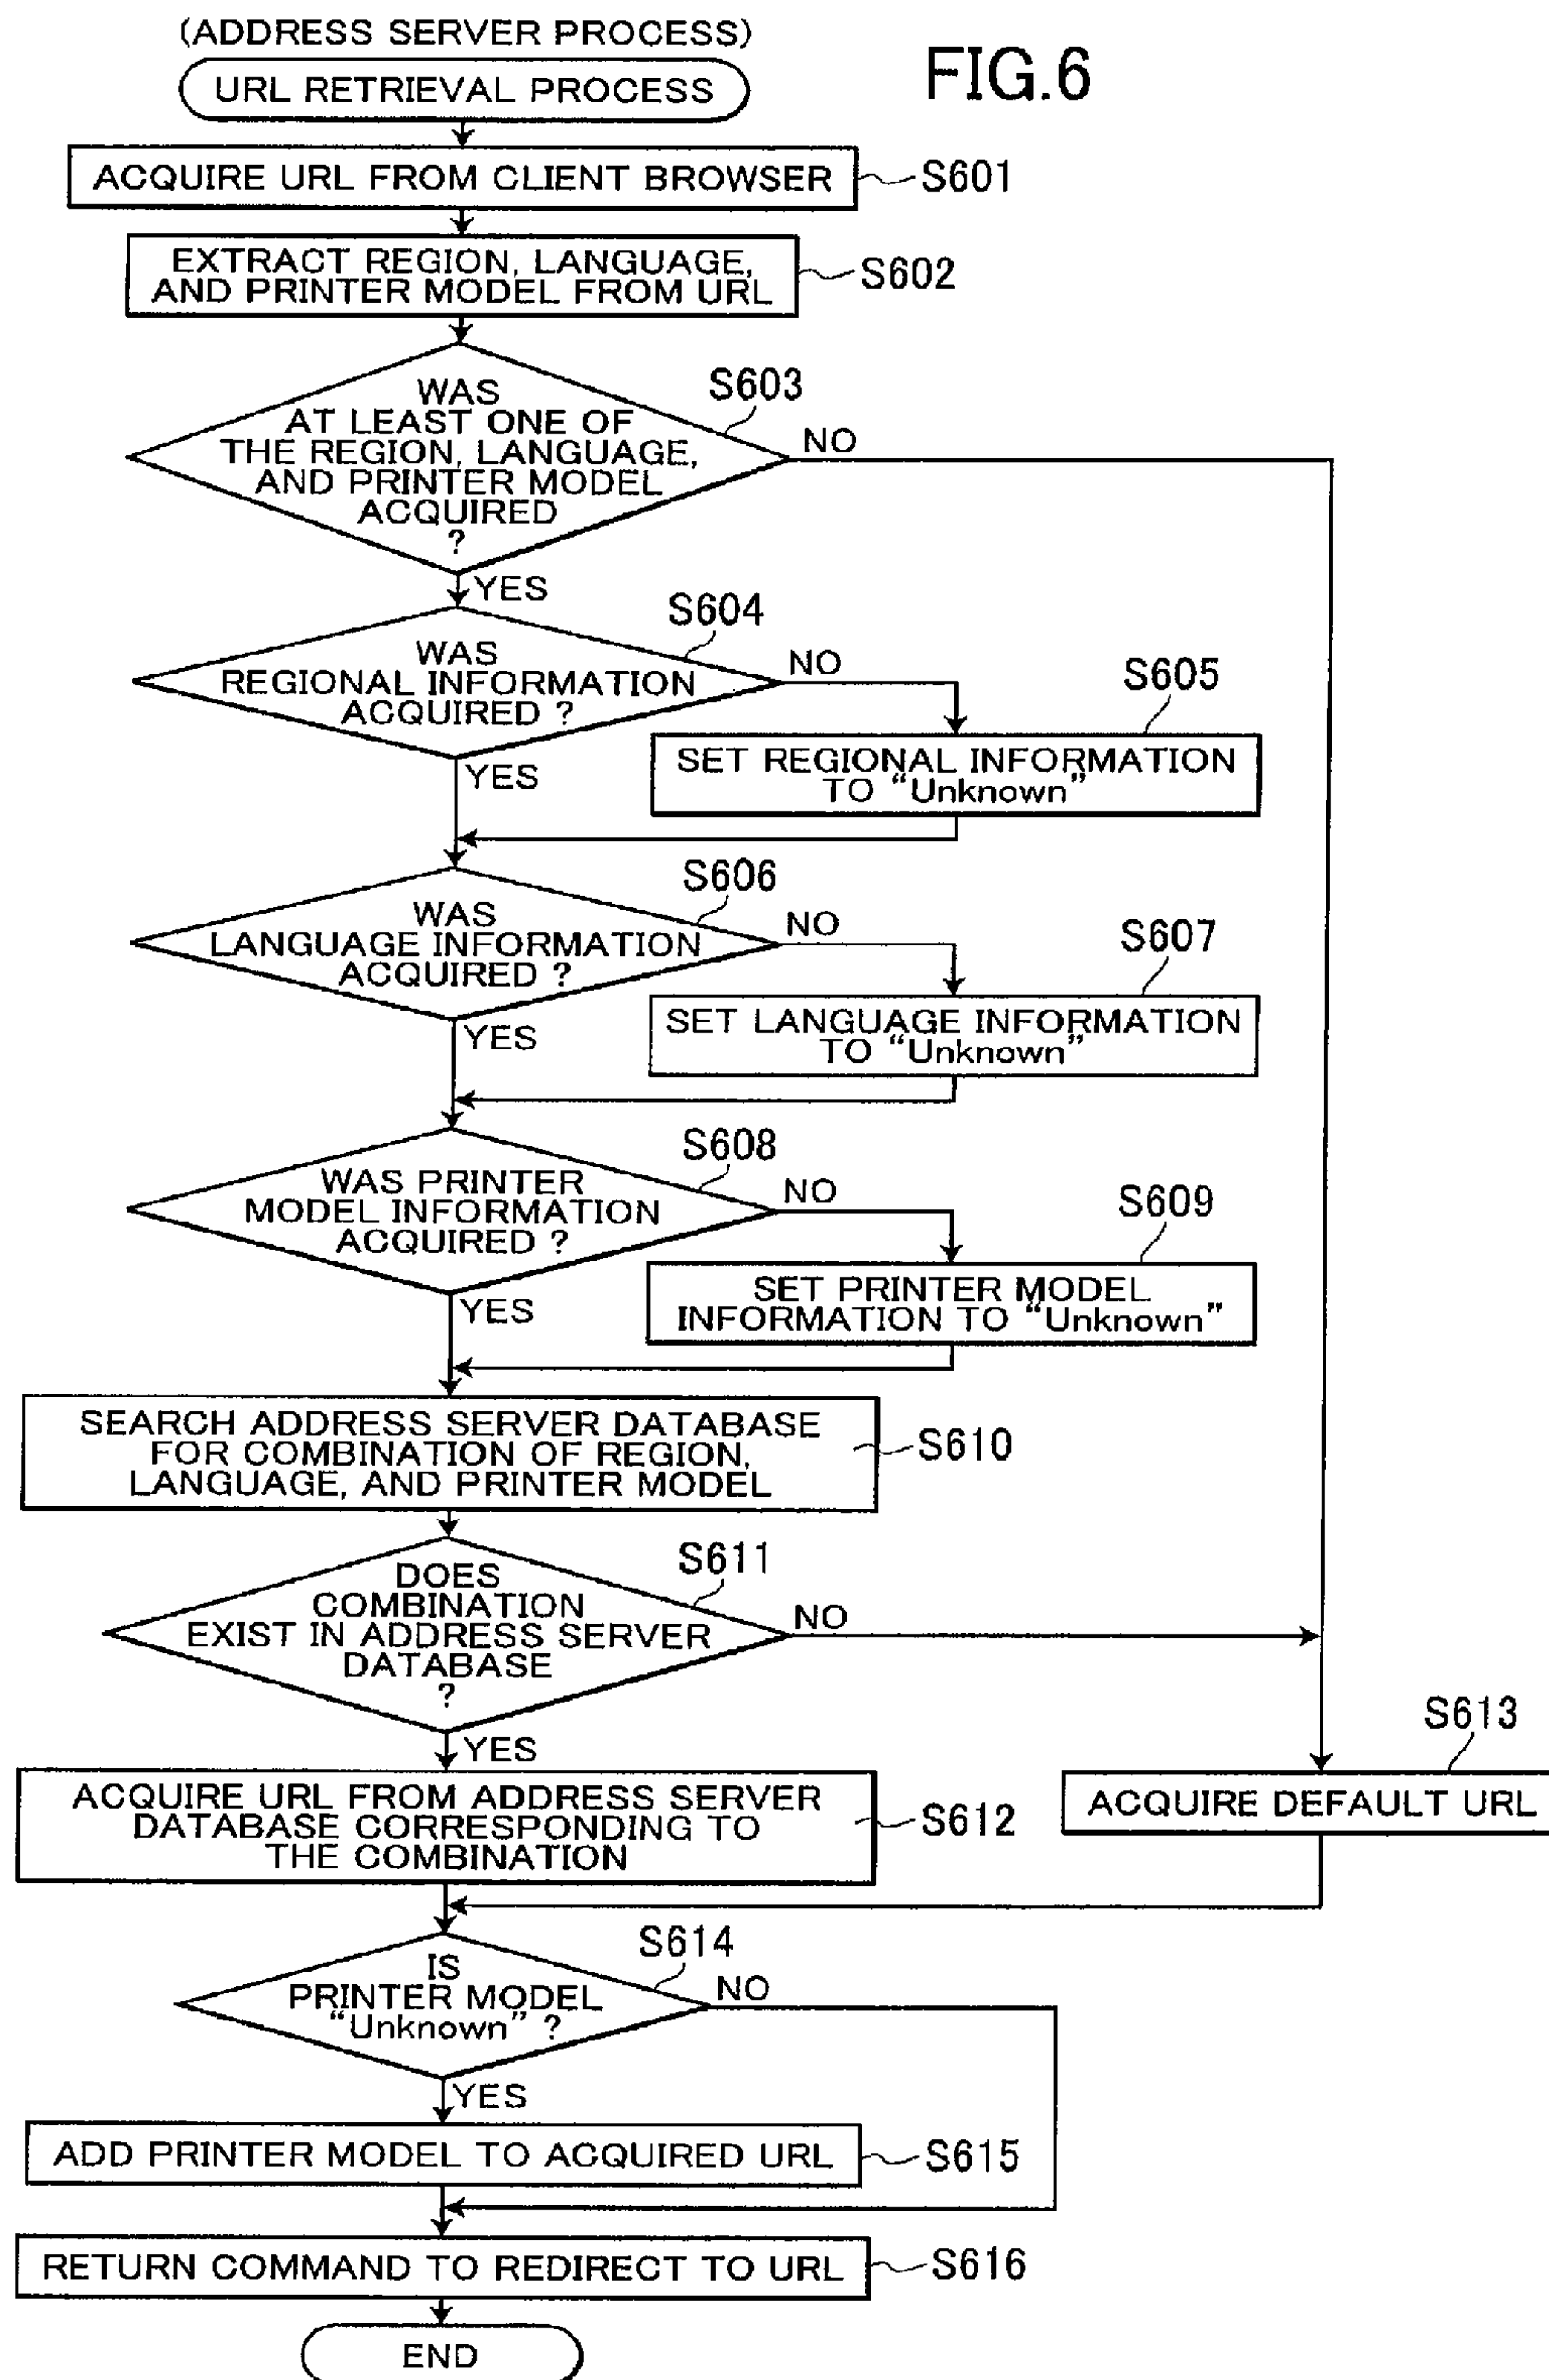 (ADDRESS SERVER PROCESS)
FIG.6
URL RETRIEVAL PROCESS
ACQUIRE URL FROM CLIENT BROWSER
S601
EXTRACT REGION, LANGUAGE,
AND PRINTER MODEL FROM URL
S602
S603
WAS
AT LEAST ONE OF
THE REGION, LANGUAGE,
AND PRINTER MODEL
ACQUIRED
?
NO
YES
S604
WAS
REGIONAL INFORMATION
ACQUIRED ?
NO
YES
S605
SET REGIONAL INFORMATION
TO “Unknown”
S606
WAS
LANGUAGE INFORMATION
ACQUIRED ?
NO
YES
S607
SET LANGUAGE INFORMATION
TO “Unknown”
S608
WAS PRINTER
MODEL INFORMATION
ACQUIRED ?
NO
YES
S609
SET PRINTER MODEL
INFORMATION TO “Unknown”
SEARCH ADDRESS SERVER DATABASE
FOR COMBINATION OF REGION,
LANGUAGE, AND PRINTER MODEL
S610
S611
DOES
COMBINATION
EXIST IN ADDRESS SERVER
DATABASE
?
NO
YES
ACQUIRE URL FROM ADDRESS SERVER
DATABASE CORRESPONDING TO
THE COMBINATION
S612
S613
ACQUIRE DEFAULT URL
S614
IS
PRINTER MODEL
“Unknown” ?
NO
YES
ADD PRINTER MODEL TO ACQUIRED URL
S615
RETURN COMMAND TO REDIRECT TO URL
S616
END